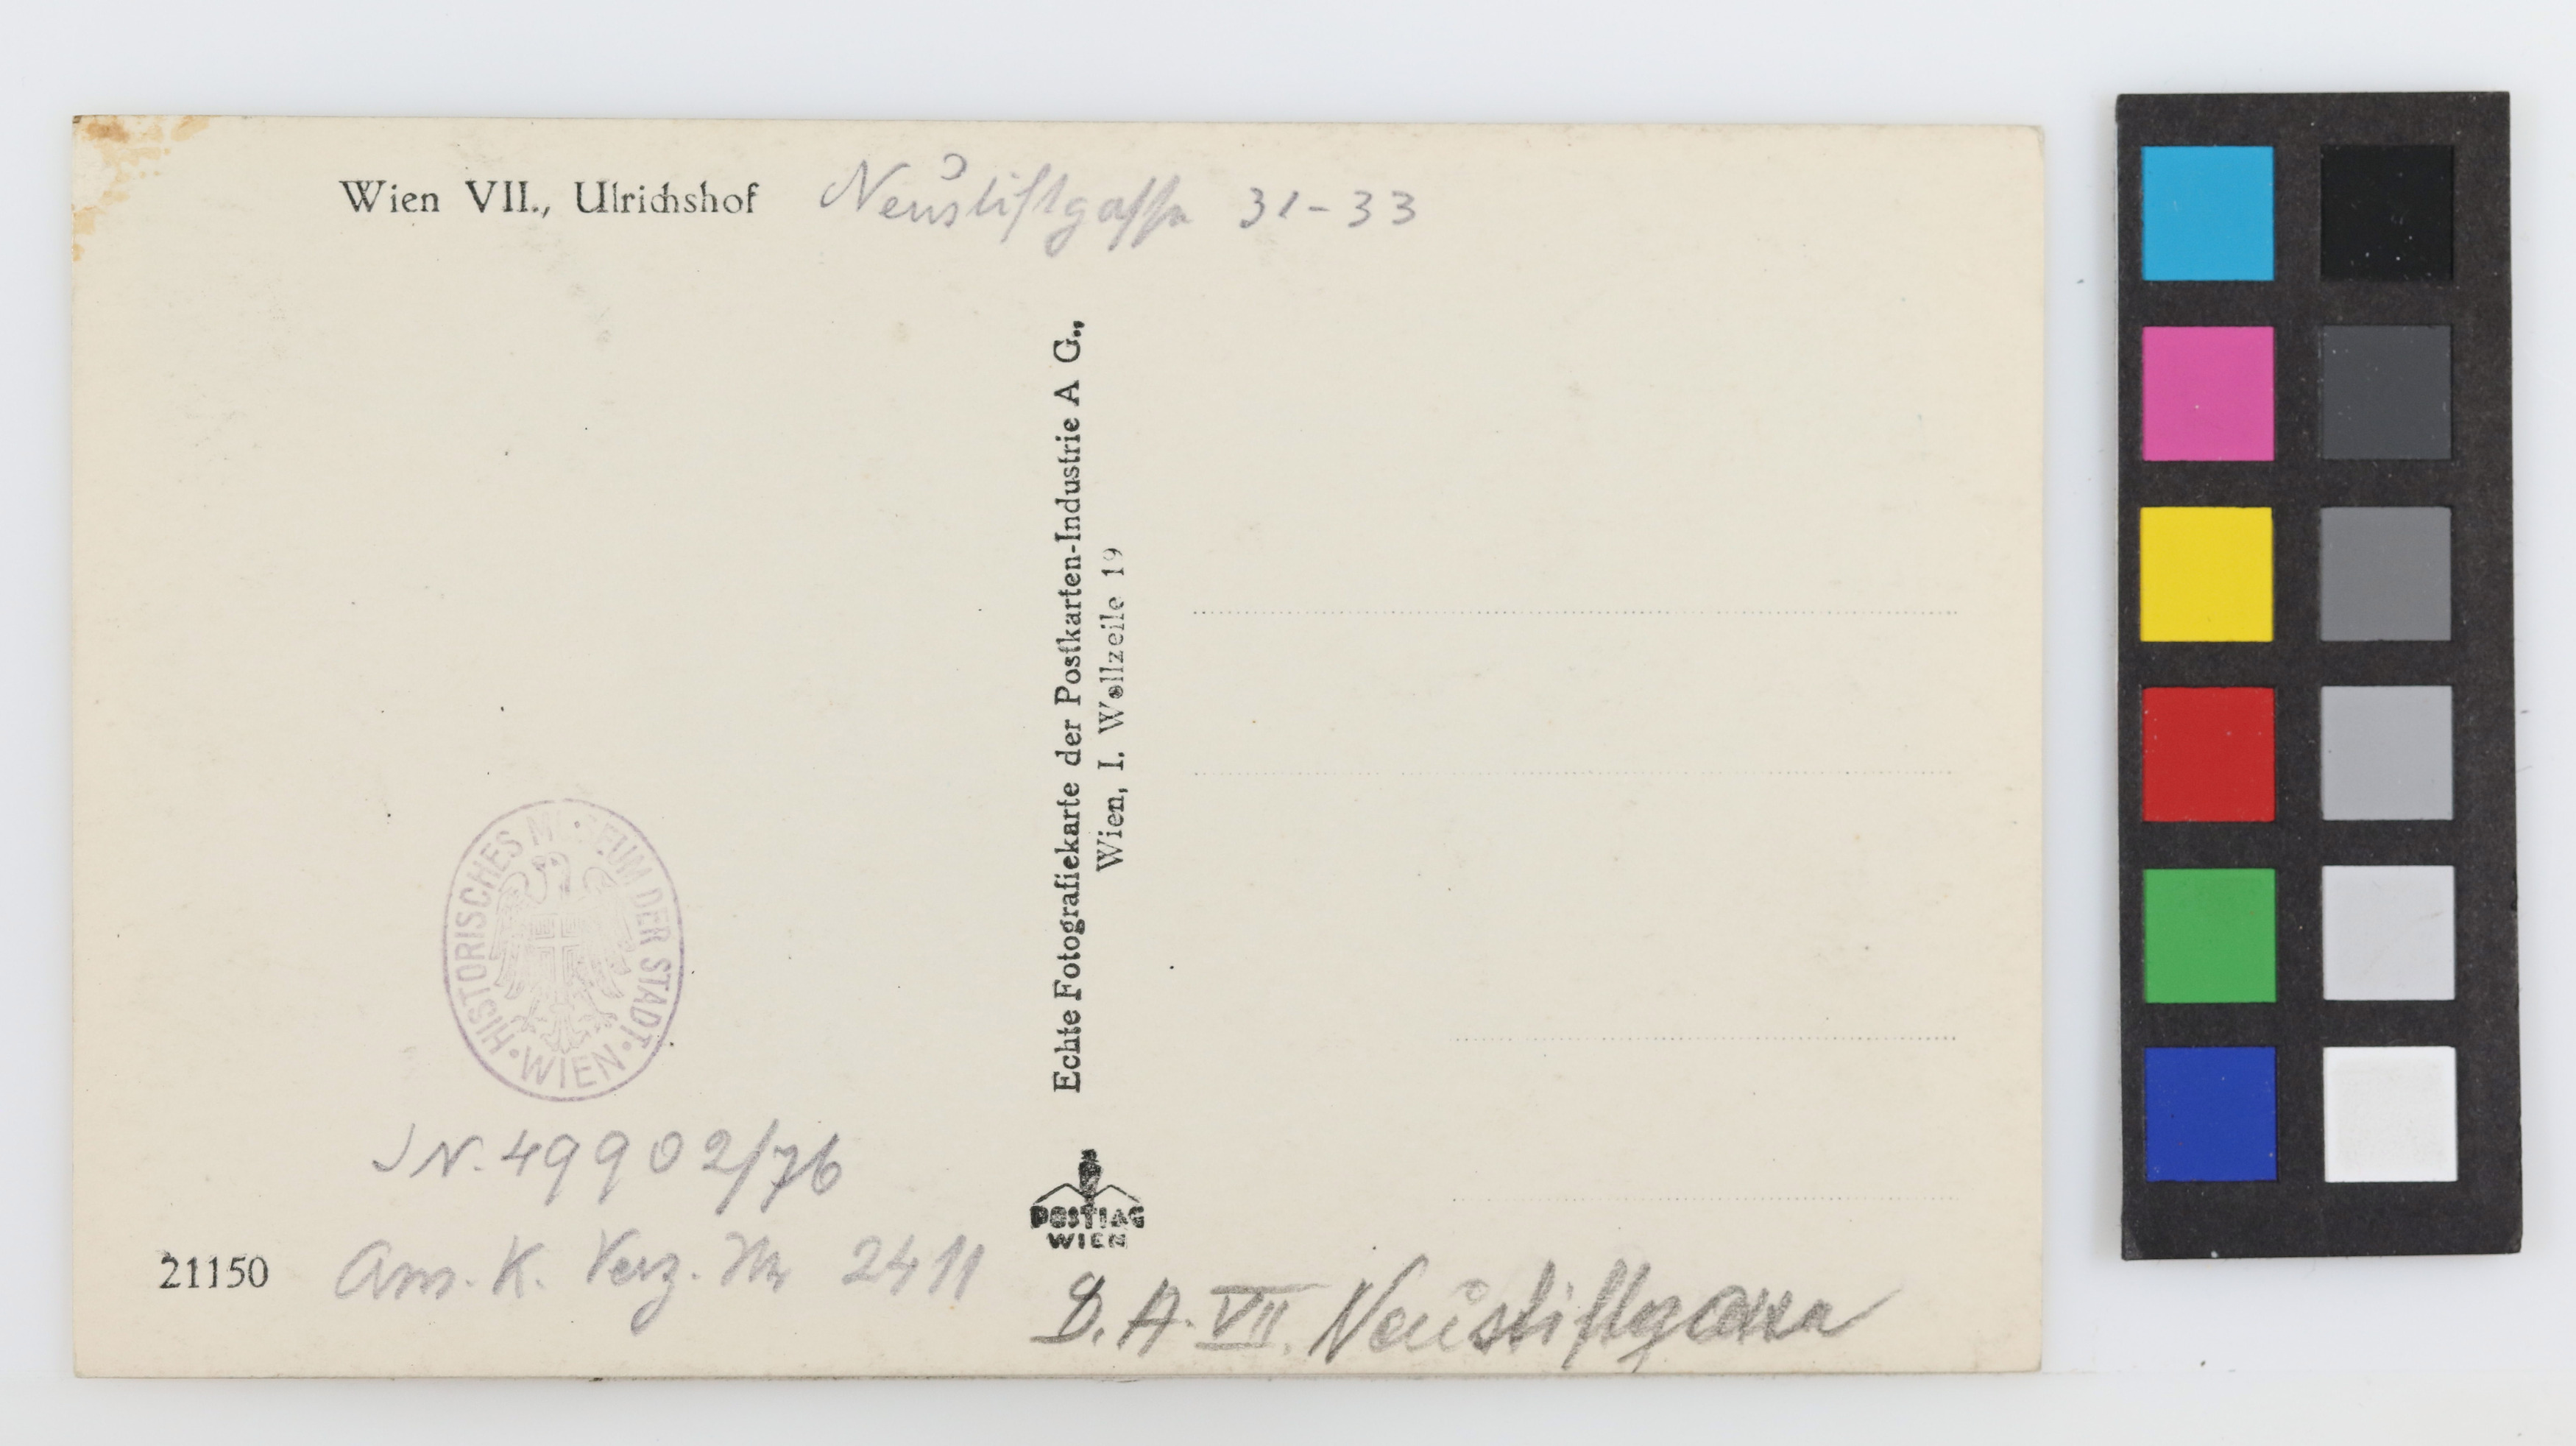 Wien VII., Ulrichshof Neustiftgasse 31-33
Echte Fotografiekarte der Postkarten-Industrie A G.,
Wien, I. Wollzeile 19
HISTORISCHES MUSEUM DER STADT
WIEN
JN. 49902/76
21150 Ans. K. Verz. Nr 2411
POSTIAG
WIEN
D. A. VII. Neustiftgasse